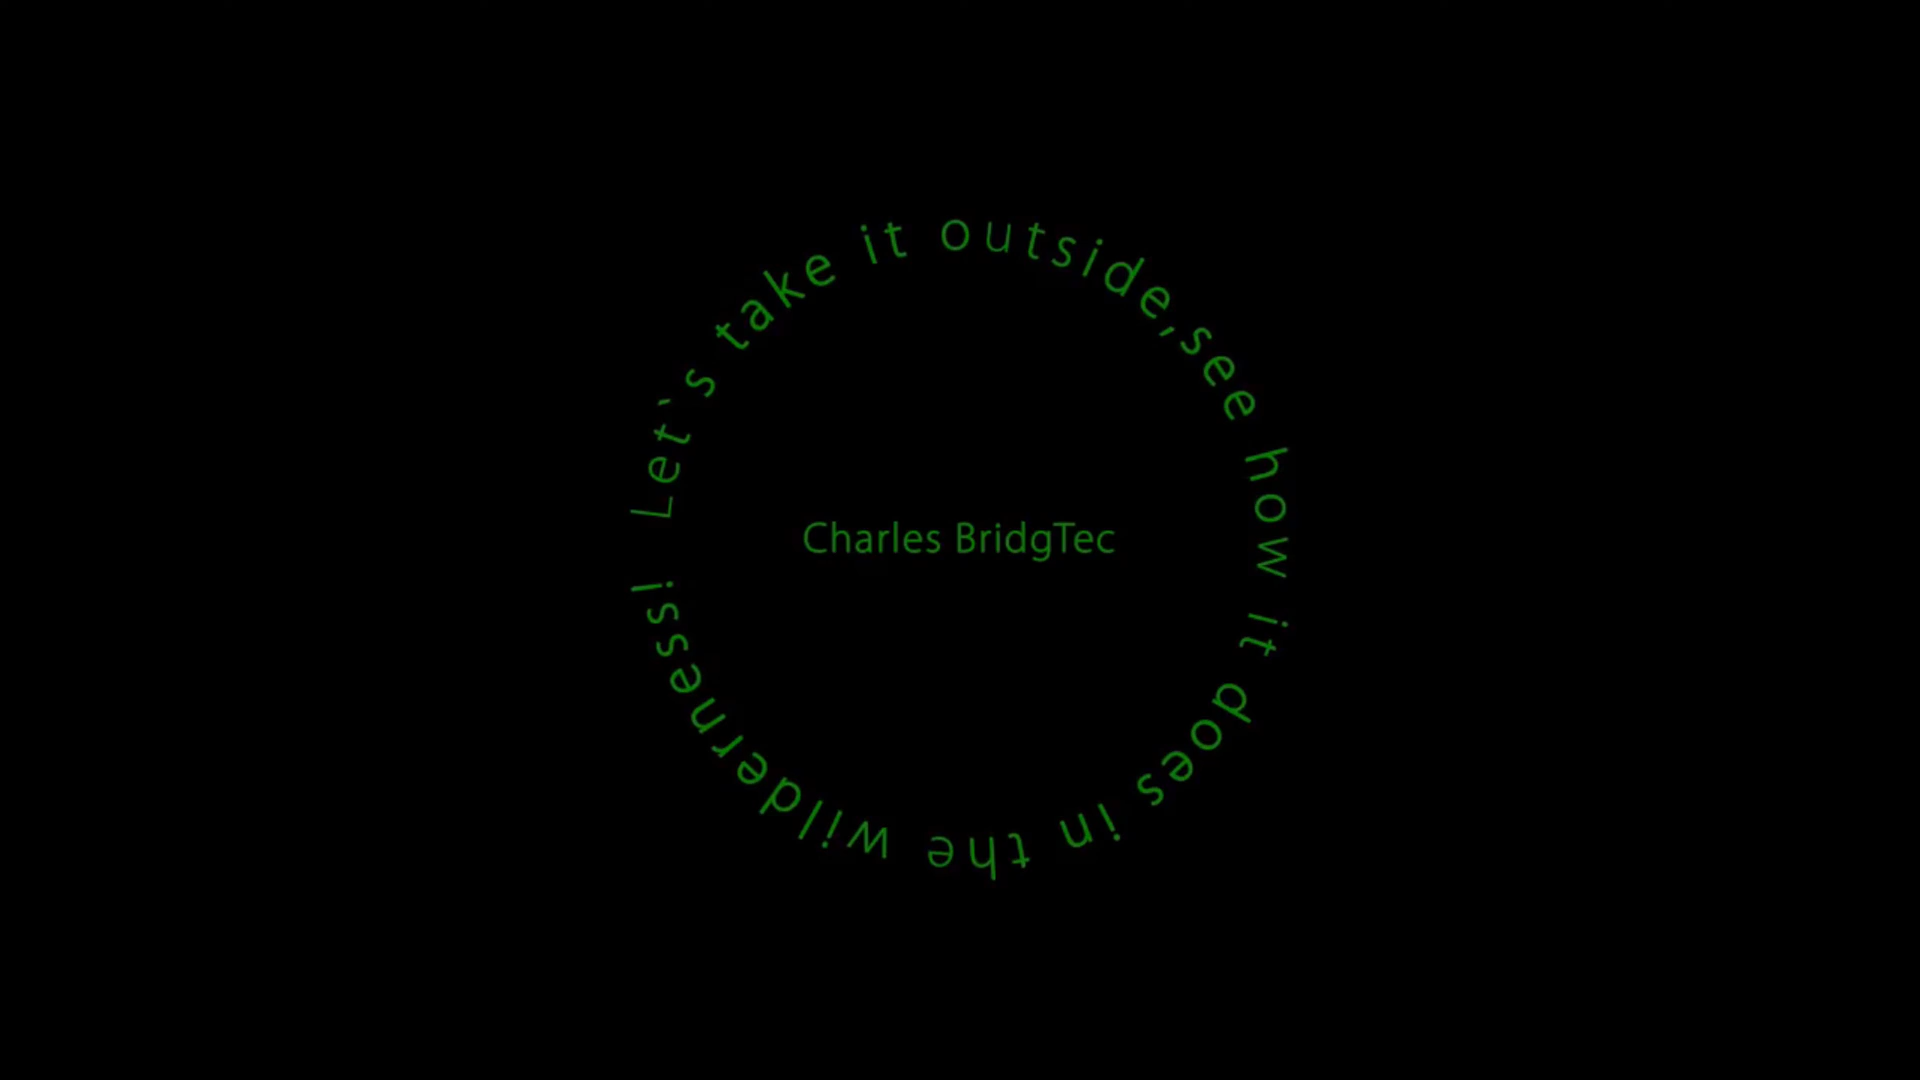 Let`s take it outside,see how it does in the wilderness!
Charles BridgTec